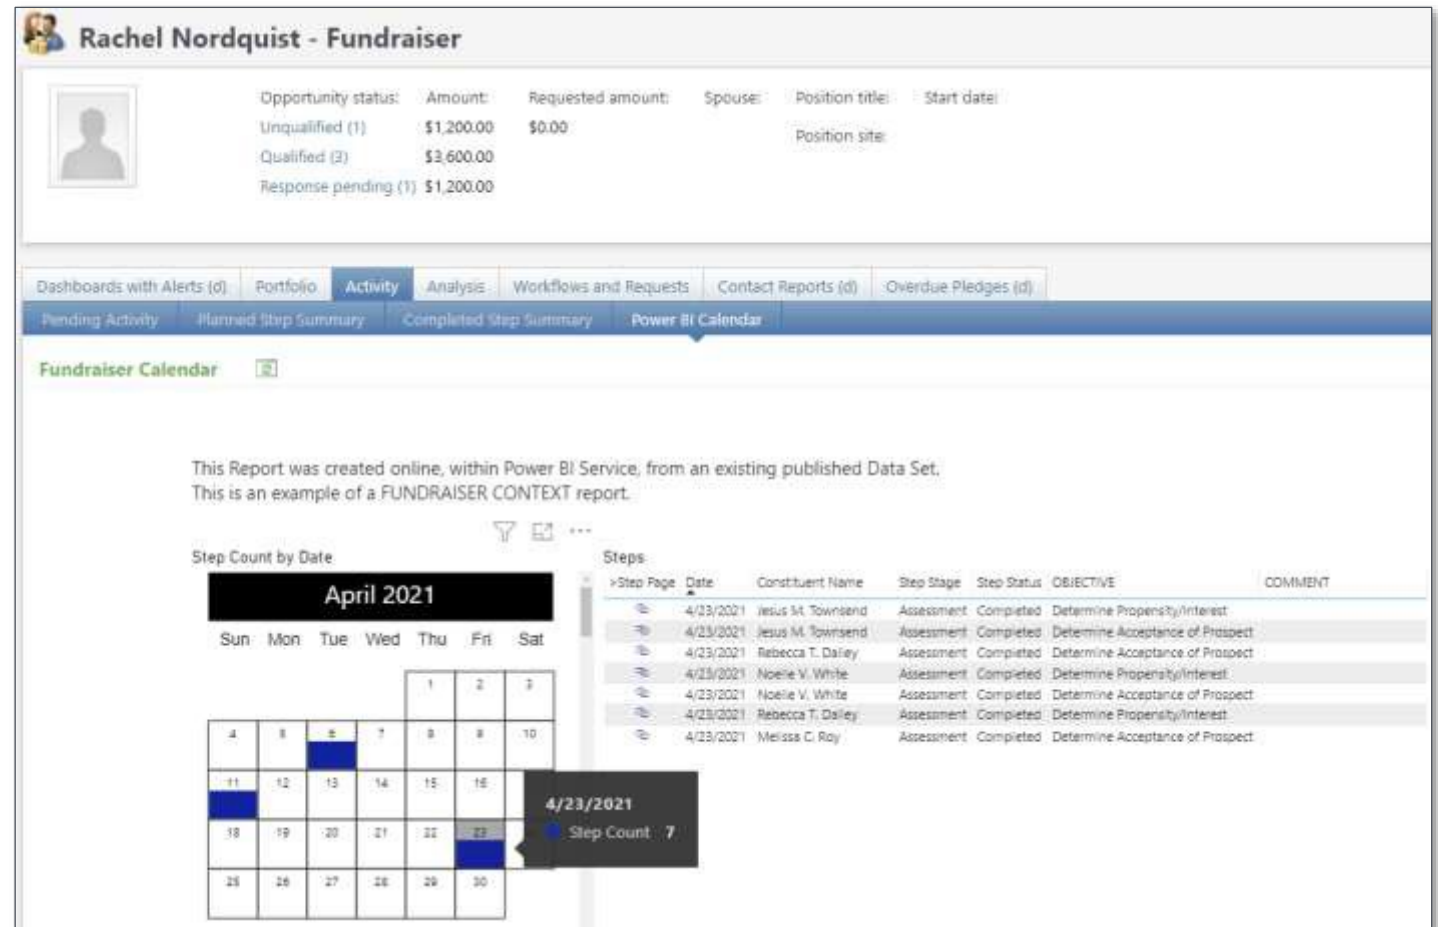 Rachel Nordquist - Fundraiser
Opportunity status: Amount: Requested amount: Spouse: Position title: Start date:
Unqualified (1) $1,200.00 $0.00
Position site:
Qualified (3) $3,600.00
Response pending (1) $1,200.00
Dashboards with Alerts (d) Portfolio Activity Analysis Workflows and Requests Contact Reports (d) Overdue Pledges (d)
Pending Activity Planned Step Summary Completed Step Summary Power BI Calendar
Fundraiser Calendar
This Report was created online, within Power BI Service, from an existing published Data Set.
This is an example of a FUNDRAISER CONTEXT report.
Step Count by Date
April 2021
Sun Mon Tue Wed Thu Fri Sat
1 2 3
4 5 6 7 8 9 10
11 12 13 14 15 16
18 19 20 21 22 23
25 26 27 28 29 30
4/23/2021
Step Count 7
Steps
>Step Page Date Constituent Name Step Stage Step Status OBJECTIVE COMMENT
4/23/2021 Jesus M. Townsend Assessment Completed Determine Propensity/Interest
4/23/2021 Jesus M. Townsend Assessment Completed Determine Acceptance of Prospect
4/23/2021 Rebecca T. Dailey Assessment Completed Determine Acceptance of Prospect
4/23/2021 Noelle V. White Assessment Completed Determine Propensity/Interest
4/23/2021 Noelle V. White Assessment Completed Determine Acceptance of Prospect
4/23/2021 Rebecca T. Dailey Assessment Completed Determine Propensity/Interest
4/23/2021 Melissa C. Roy Assessment Completed Determine Acceptance of Prospect